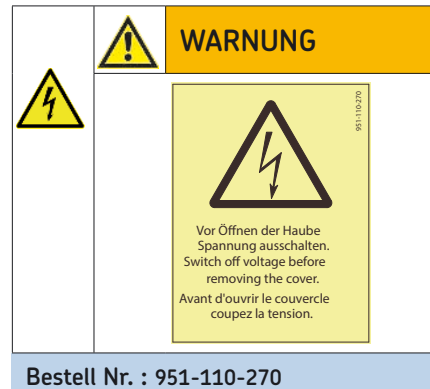 WARNUNG
951-110-270
Vor Öffnen der Haube
Spannung ausschalten.
Switch off voltage before
removing the cover.
Avant d'ouvrir le couvercle
coupez la tension.
Bestell Nr. : 951-110-270